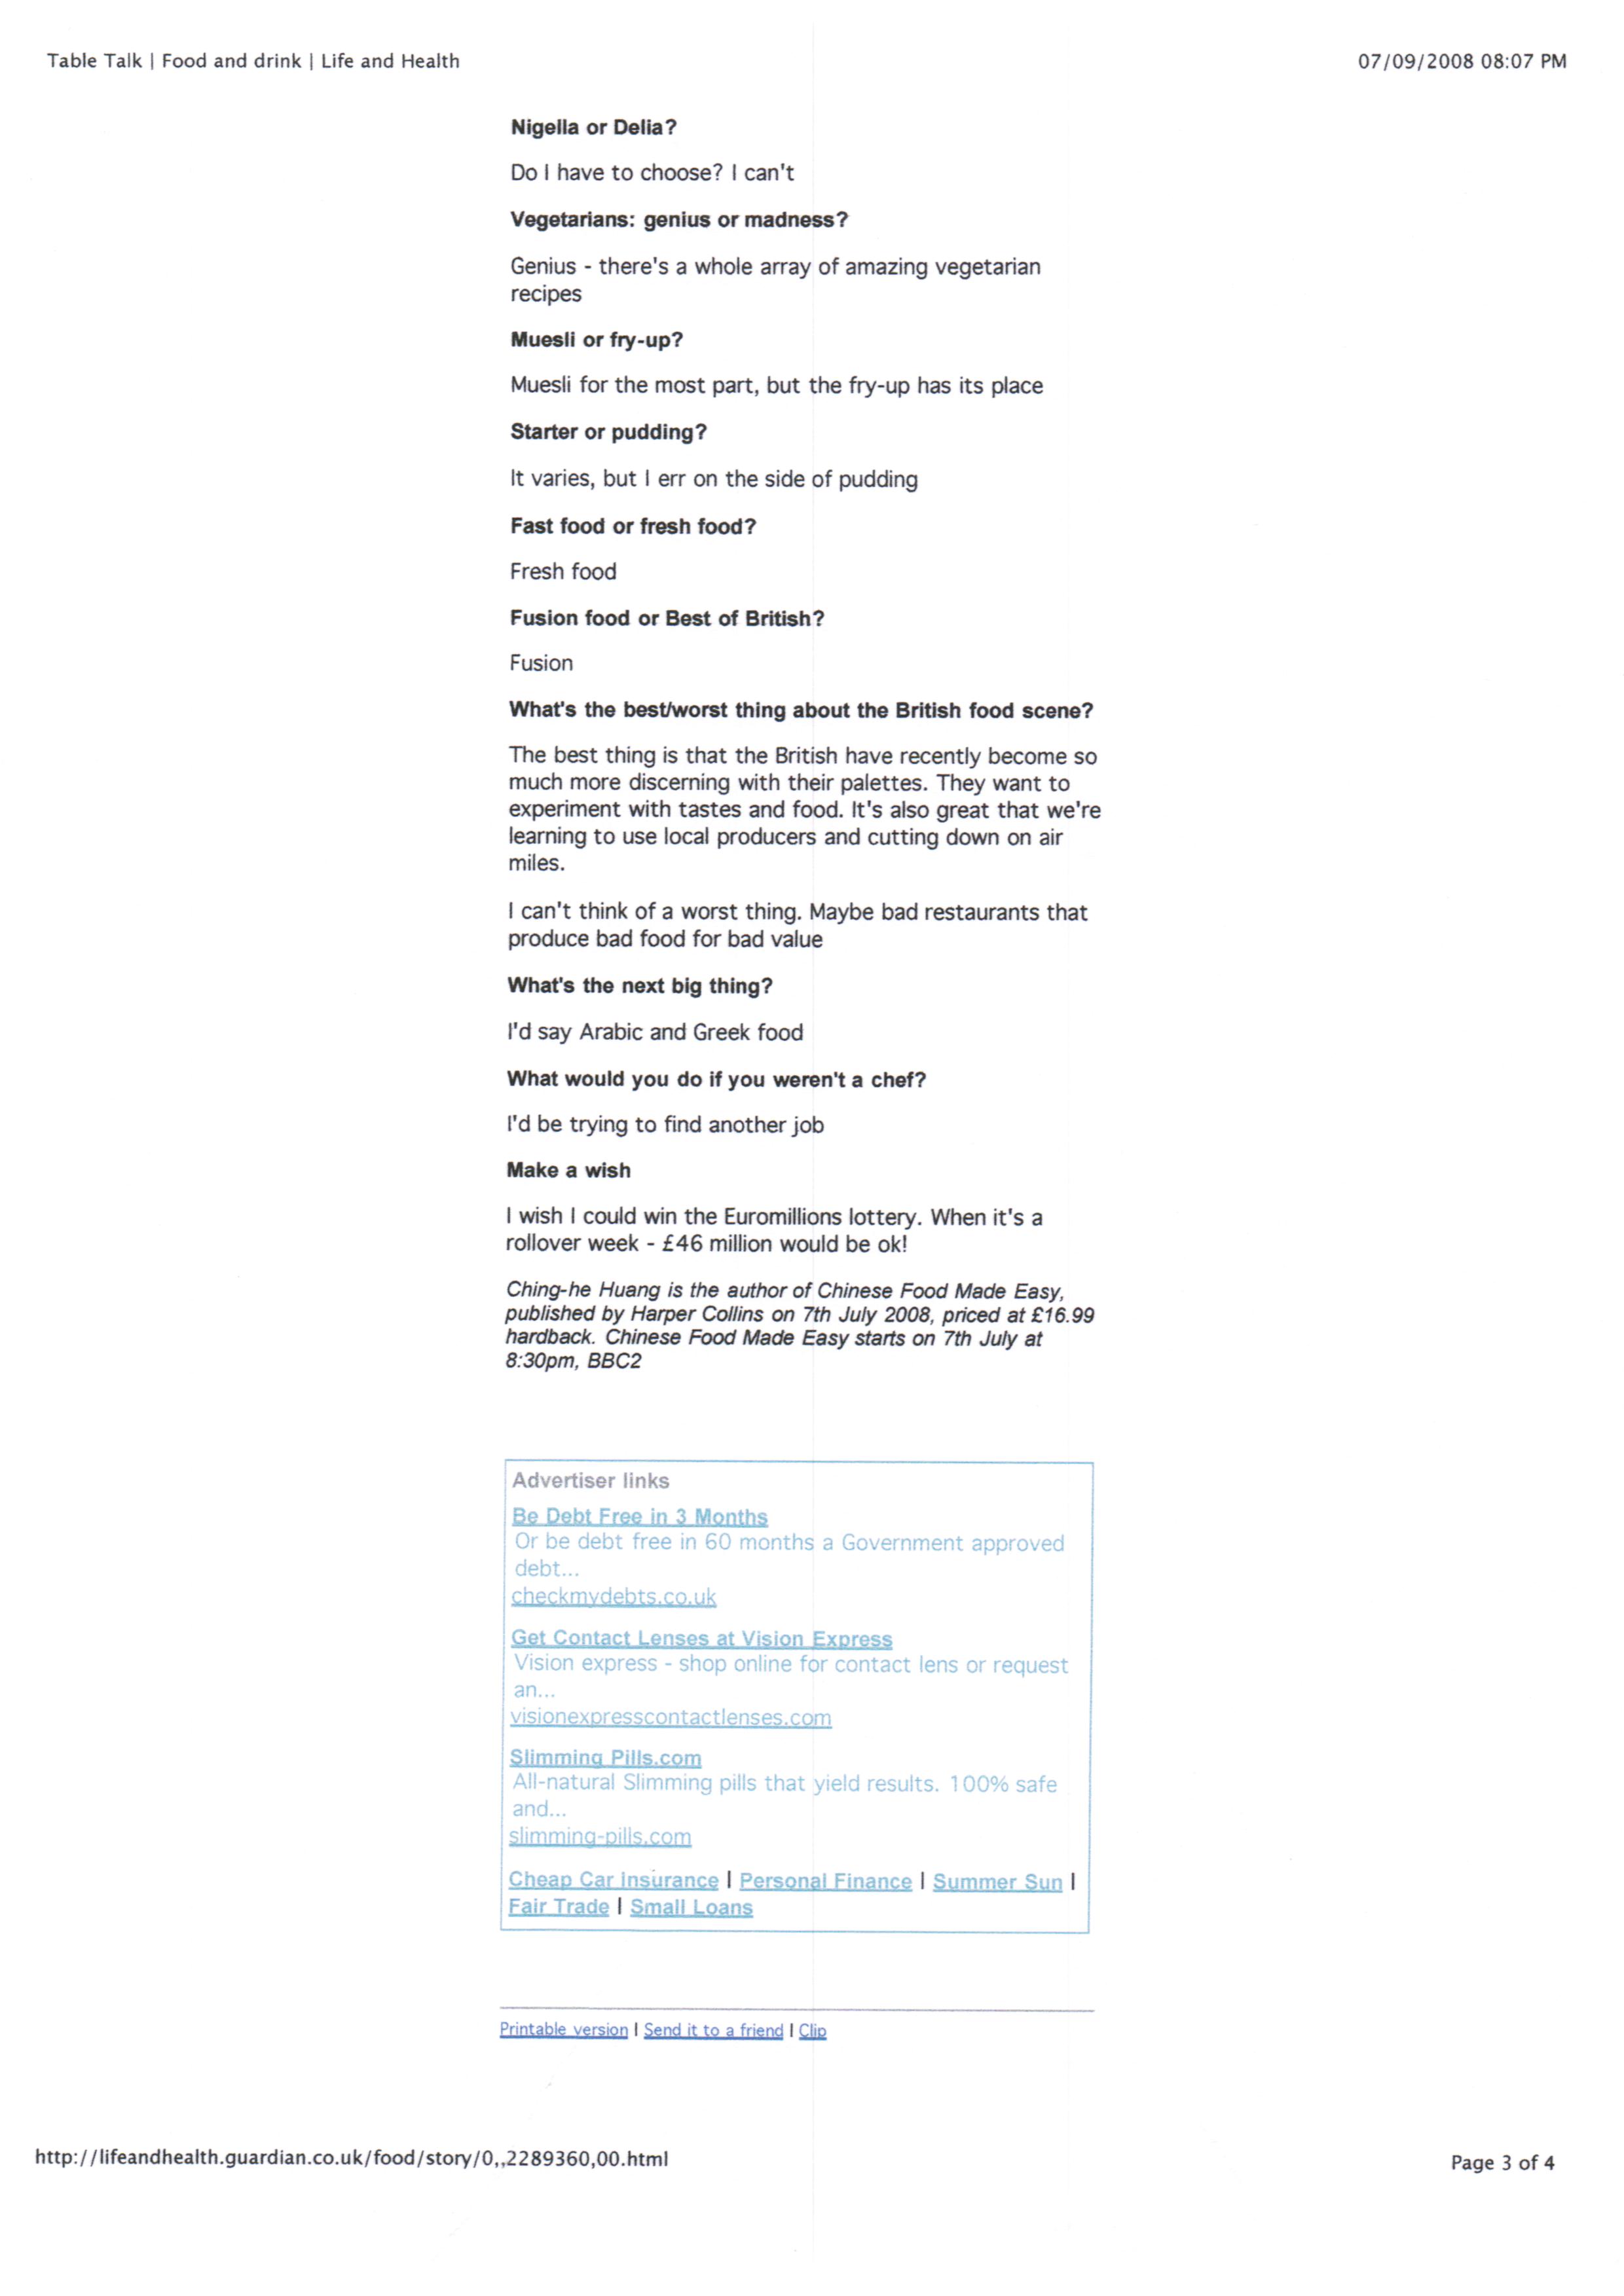 Table Talk | Food and drink | Life and Health
07/09/2008 08:07 PM
Nigella or Delia?
Do I have to choose? I can't
Vegetarians: genius or madness?
Genius - there's a whole array of amazing vegetarian
recipes
Muesli or fry-up?
Muesli for the most part, but the fry-up has its place
Starter or pudding?
It varies, but I err on the side of pudding
Fast food or fresh food?
Fresh food
Fusion food or Best of British?
Fusion
What's the best/worst thing about the British food scene?
The best thing is that the British have recently become so
much more discerning with their palettes. They want to
experiment with tastes and food. It's also great that we're
learning to use local producers and cutting down on air
miles.
I can't think of a worst thing. Maybe bad restaurants that
produce bad food for bad value
What's the next big thing?
I'd say Arabic and Greek food
What would you do if you weren't a chef?
I'd be trying to find another job
Make a wish
I wish I could win the Euromillions lottery. When it's a
rollover week - £46 million would be ok!
Ching-he Huang is the author of Chinese Food Made Easy,
published by Harper Collins on 7th July 2008, priced at £16.99
hardback. Chinese Food Made Easy starts on 7th July at
8:30pm, BBC2
Advertiser links
Be Debt Free in 3 Months
Or be debt free in 60 months a Government approved
debt...
checkmydebts.co.uk
Get Contact Lenses at Vision Express
Vision express - shop online for contact lens or request
an...
visionexpresscontactlenses.com
Slimming Pills.com
All-natural Slimming pills that yield results. 100% safe
and...
slimming-pills.com
Cheap Car Insurance | Personal Finance | Summer Sun |
Fair Trade | Small Loans
Printable version | Send it to a friend | Clip
http://lifeandhealth.guardian.co.uk/food/story/0,,2289360,00.html
Page 3 of 4